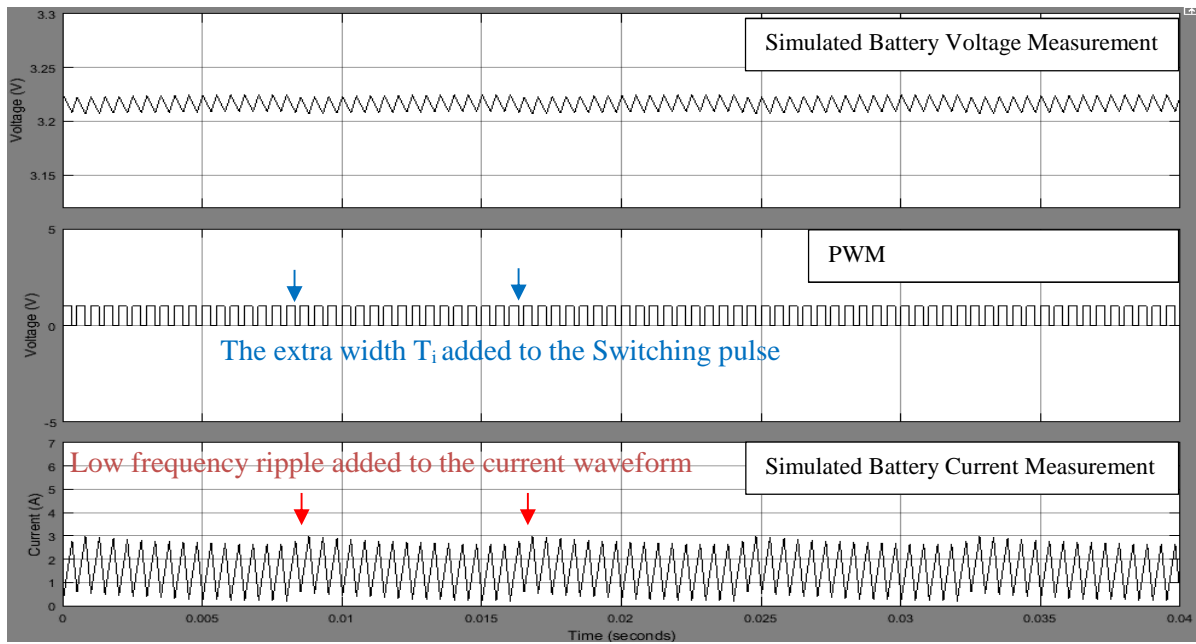 3.3
Simulated Battery Voltage Measurement
3.25
3.2
3.15
Voltage (V)
5
PWM
0
-5
Voltage (V)
The extra width Ti added to the Switching pulse
7
6
5
4
3
2
1
0
Current (A)
Low frequency ripple added to the current waveform
Simulated Battery Current Measurement
0 0.005 0.01 0.015 0.02 0.025 0.03 0.035 0.04
Time (seconds)